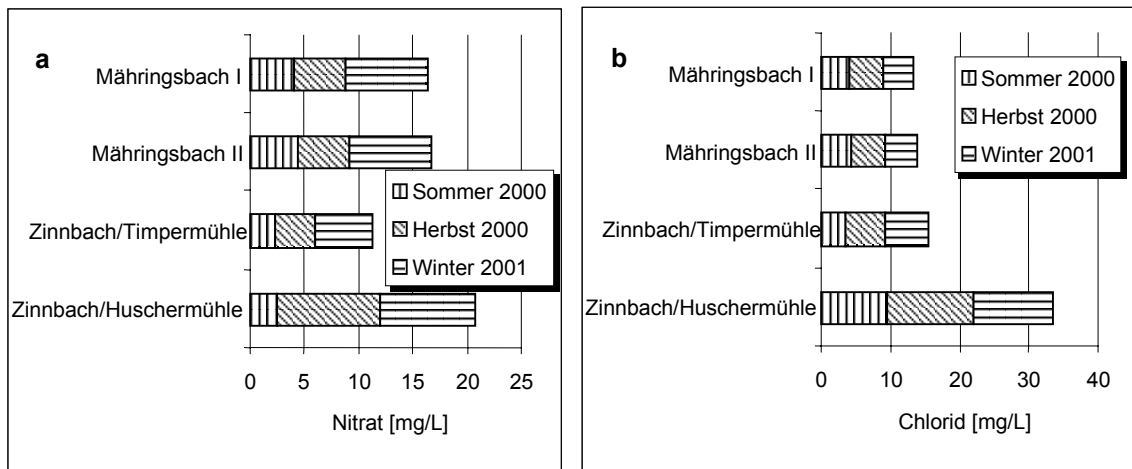 a
Mähringsbach I
Mähringsbach II
Zinnbach/Timpermühle
Zinnbach/Huschermühle
Sommer 2000
Herbst 2000
Winter 2001
0 5 10 15 20 25
Nitrat [mg/L]
b
Mähringsbach I
Mähringsbach II
Zinnbach/Timpermühle
Zinnbach/Huschermühle
Sommer 2000
Herbst 2000
Winter 2001
0 10 20 30 40
Chlorid [mg/L]